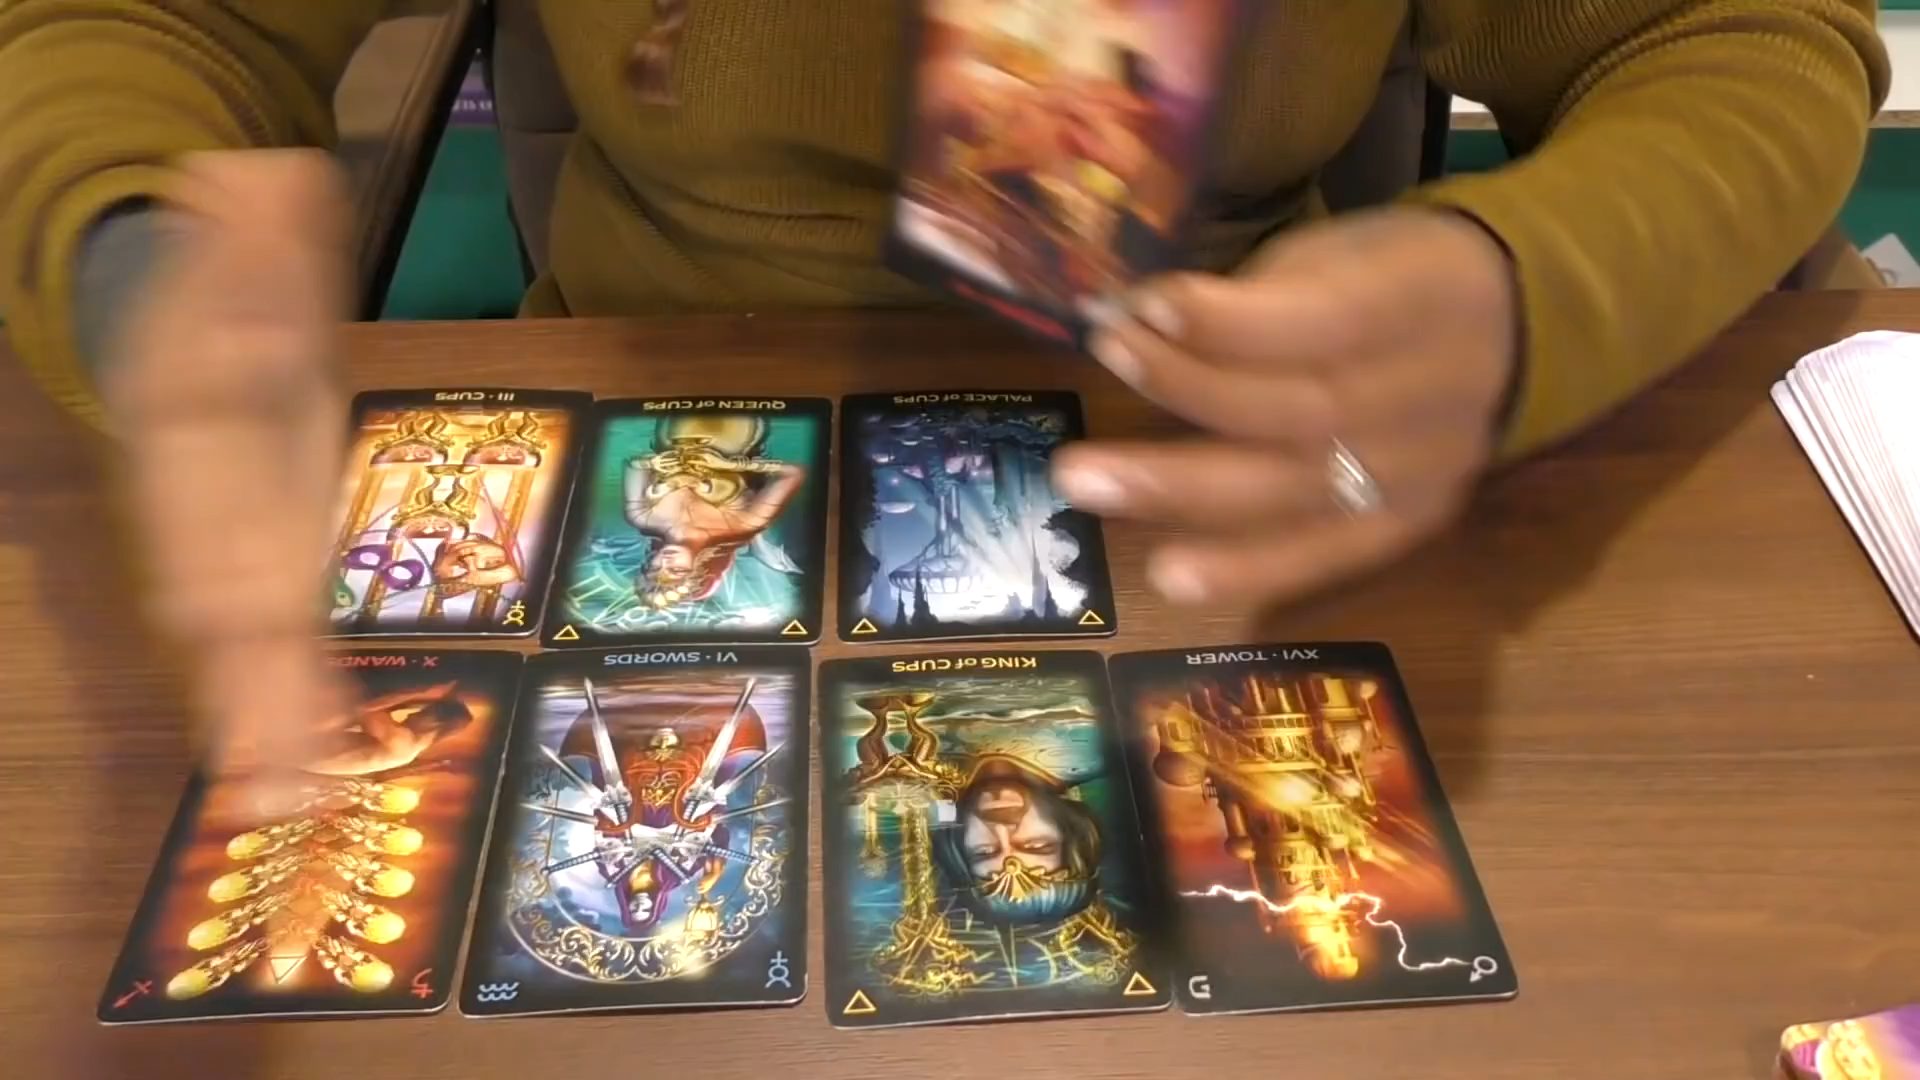 III · CUPS
QUEEN of CUPS
PALACE of CUPS
X · WANDS
VI · SWORDS
KING of CUPS
XVI · TOWER